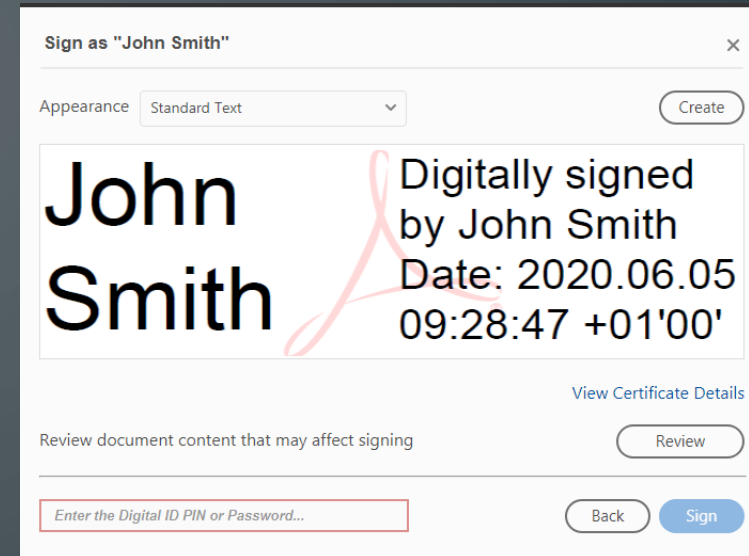 Sign as "John Smith"
Appearance Standard Text Create
John
Smith
Digitally signed
by John Smith
Date: 2020.06.05
09:28:47 +01'00'
View Certificate Details
Review document content that may affect signing Review
Enter the Digital ID PIN or Password... Back Sign